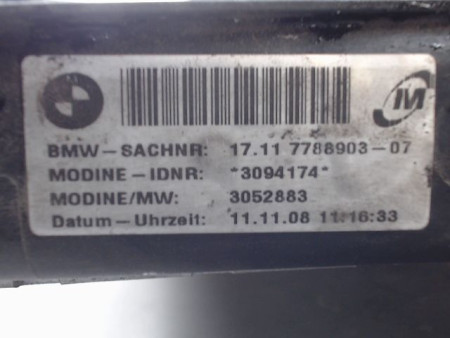 M
BMW-SACHNR: 17.11 7788903-07
MODINE-IDNR: *3094174*
MODINE/MW: 3052883
Datum-Uhrzeit: 11.11.08 11:16:33